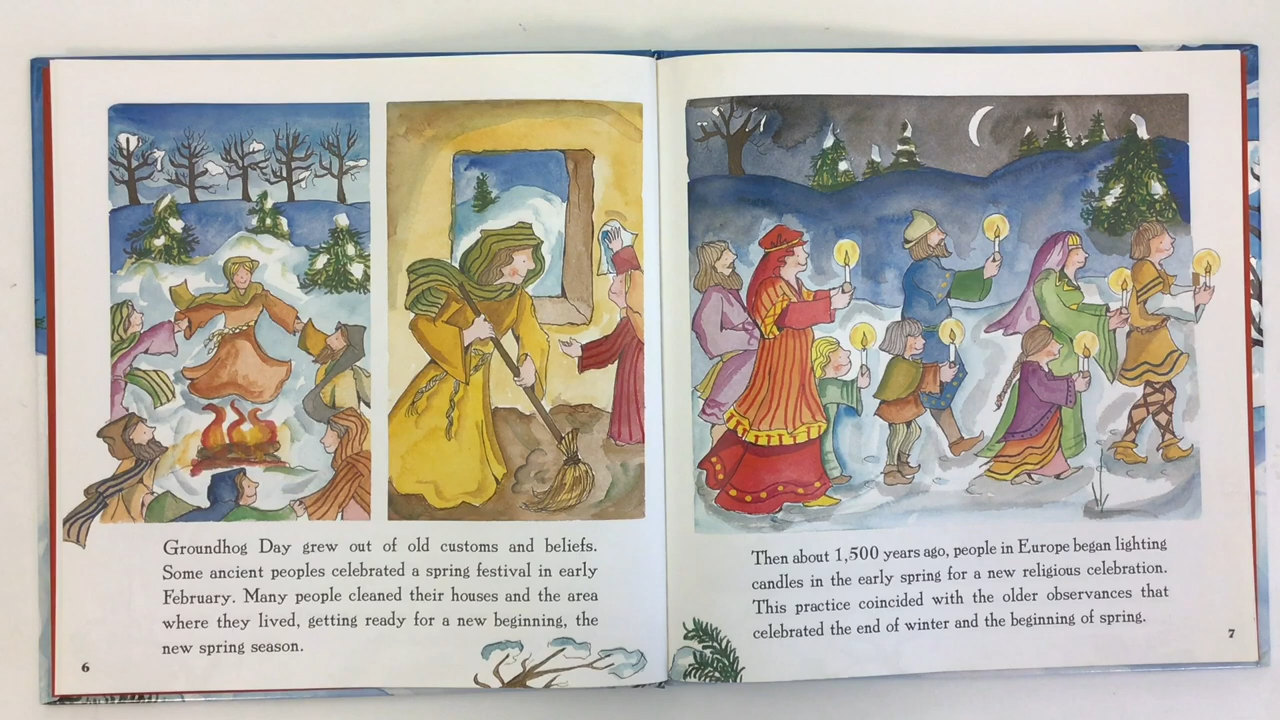 Groundhog Day grew out of old customs and beliefs.
Some ancient peoples celebrated a spring festival in early
February. Many people cleaned their houses and the area
where they lived, getting ready for a new beginning, the
new spring season.
6
Then about 1,500 years ago, people in Europe began lighting
candles in the early spring for a new religious celebration.
This practice coincided with the older observances that
celebrated the end of winter and the beginning of spring.
7